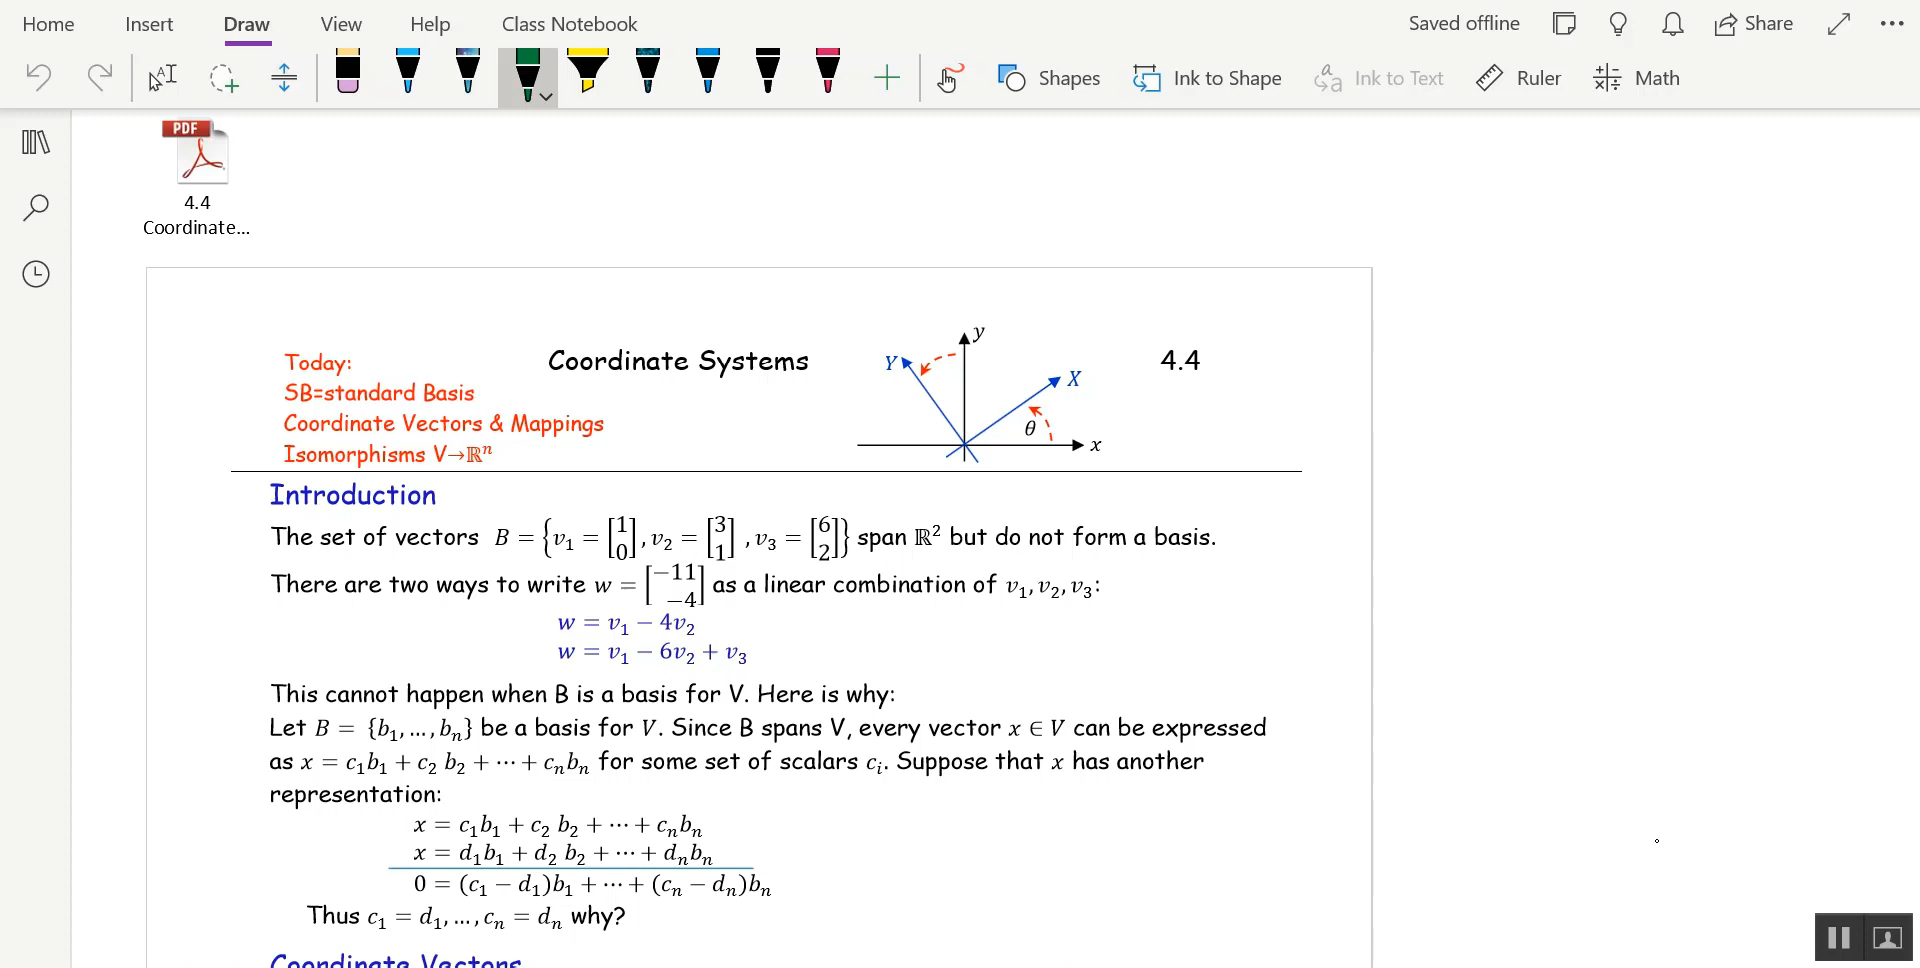 Home Insert Draw View Help Class Notebook Saved offline Share
Shapes Ink to Shape Ink to Text Ruler Math
PDF
4.4
Coordinate...
Today:
SB=standard Basis
Coordinate Vectors & Mappings
Isomorphisms V→ℝⁿ
Coordinate Systems
y
Y
X
θ
x
4.4
Introduction
The set of vectors B = {v₁ = [1 0], v₂ = [3 1], v₃ = [6 2]} span ℝ² but do not form a basis.
There are two ways to write w = [−11 −4] as a linear combination of v₁, v₂, v₃:
w = v₁ − 4v₂
w = v₁ − 6v₂ + v₃
This cannot happen when B is a basis for V. Here is why:
Let B = {b₁, … , bₙ} be a basis for V. Since B spans V, every vector x ∈ V can be expressed
as x = c₁b₁ + c₂ b₂ + ⋯ + cₙbₙ for some set of scalars cᵢ. Suppose that x has another
representation:
x = c₁b₁ + c₂ b₂ + ⋯ + cₙbₙ
x = d₁b₁ + d₂ b₂ + ⋯ + dₙbₙ
0 = (c₁ − d₁)b₁ + ⋯ + (cₙ − dₙ)bₙ
Thus c₁ = d₁, … , cₙ = dₙ why?
Coordinate Vectors